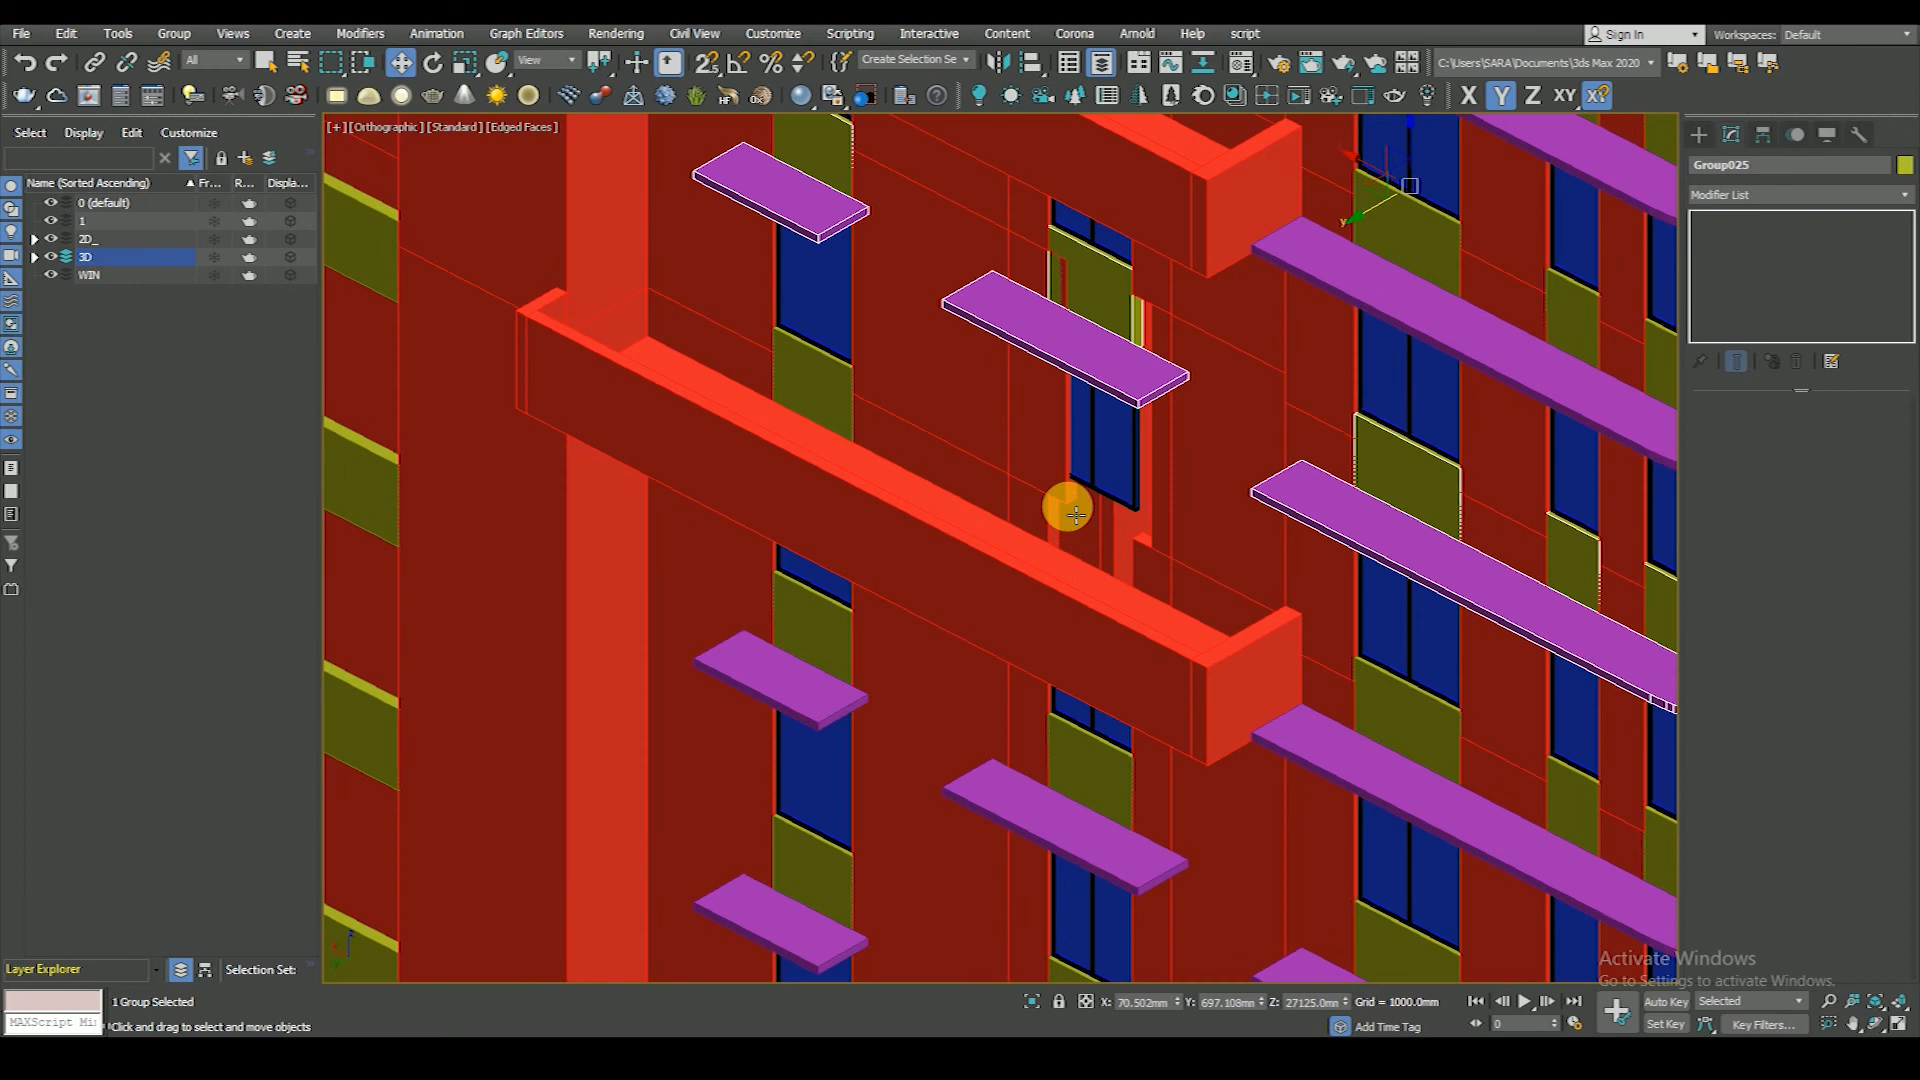 File Edit Tools Group Views Create Modifiers Animation Graph Editors Rendering Civil View Customize Scripting Interactive Content Corona Arnold Help script Sign In Workspaces: Default
All View Create Selection Se C:\Users\SARA\Documents\3ds Max 2020
X Y Z XY XY
Select Display Edit Customize
[+] [Orthographic] [Standard] [Edged Faces]
Name (Sorted Ascending) Fr... R... Displa...
0 (default)
1
2D_
3D
WIN
Group025
Modifier List
y
Activate Windows
Go to Settings to activate Windows.
Layer Explorer Selection Set:
1 Group Selected X: 70.502mm Y: 697.108mm Z: 27125.0mm Grid = 1000.0mm Auto Key Selected
MAXScript Mi Click and drag to select and move objects Add Time Tag 0 Set Key Key Filters...